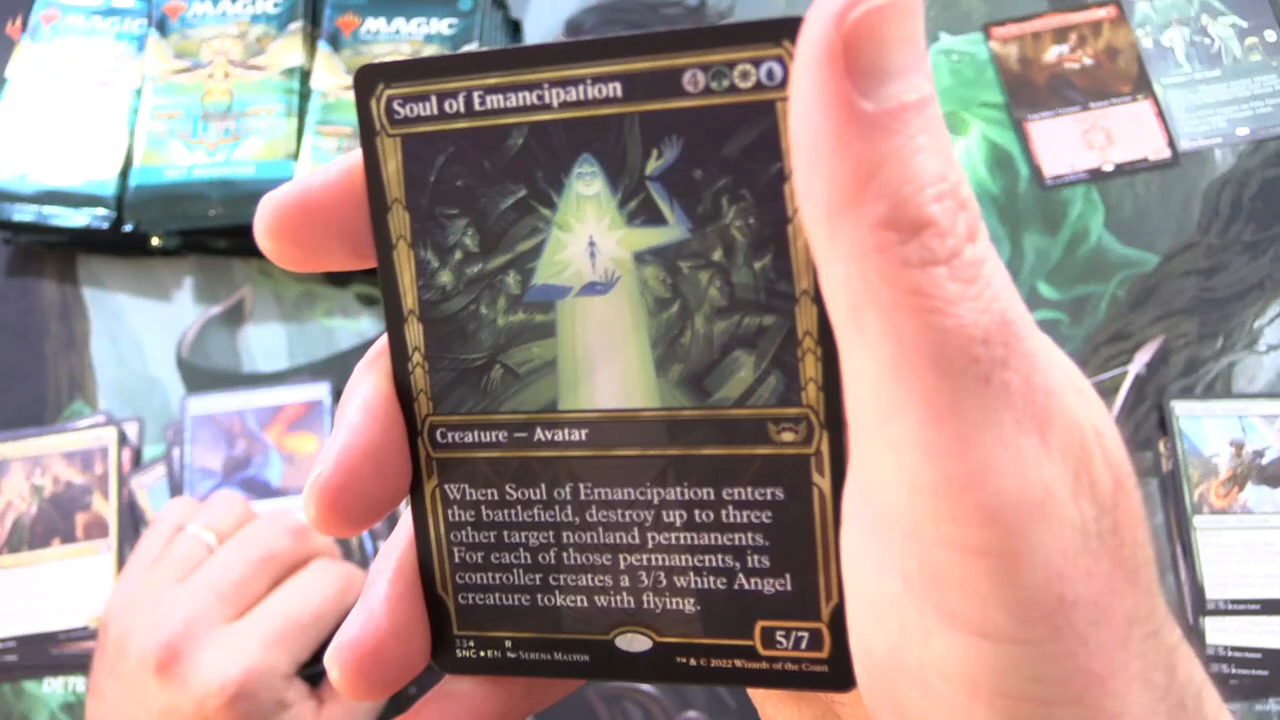 MAGIC
MAGIC
MAGIC
Soul of Emancipation
4
Creature — Avatar
When Soul of Emancipation enters
the battlefield, destroy up to three
other target nonland permanents.
For each of those permanents, its
controller creates a 3/3 white Angel
creature token with flying.
5/7
334 R
SNC★EN SERENA MALYON
™ & © 2022 Wizards of the Coast